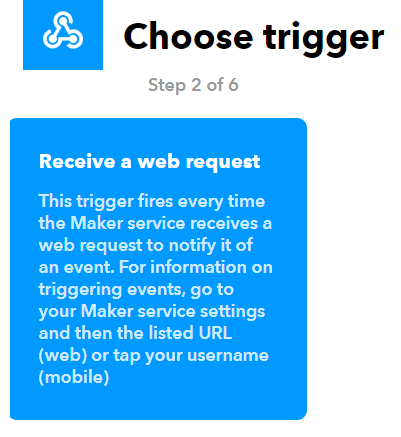 Choose trigger
Step 2 of 6
Receive a web request
This trigger fires every time
the Maker service receives a
web request to notify it of
an event. For information on
triggering events, go to
your Maker service settings
and then the listed URL
(web) or tap your username
(mobile)